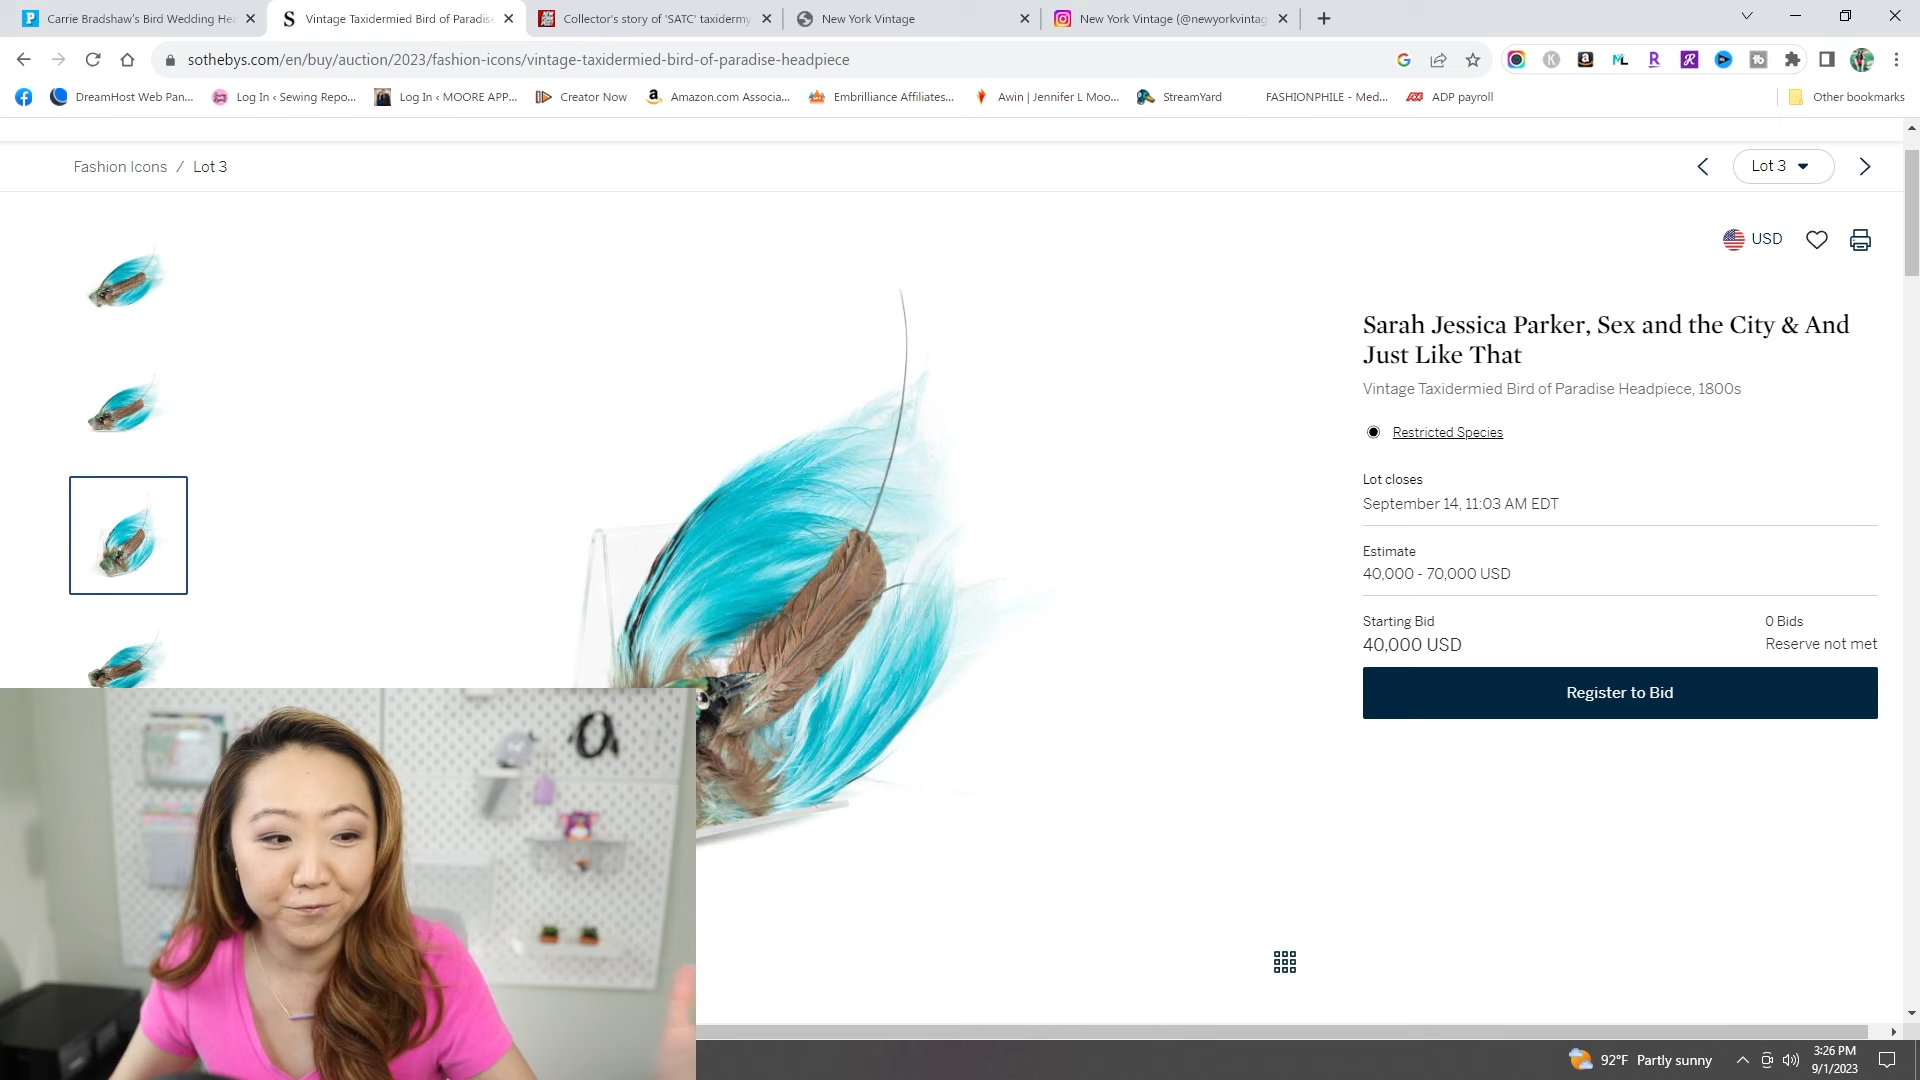 Carrie Bradshaw's Bird Wedding He
Vintage Taxidermied Bird of Paradis
Collector's story of 'SATC' taxidermy
New York Vintage
New York Vintage (@newyorkvintag
sothebys.com/en/buy/auction/2023/fashion-icons/vintage-taxidermied-bird-of-paradise-headpiece
DreamHost Web Pan...
Log In ‹ Sewing Repo...
Log In ‹ MOORE APP...
Creator Now
Amazon.com Associa...
Embrilliance Affiliates...
Awin | Jennifer L Moo...
StreamYard
FASHIONPHILE - Med...
ADP payroll
Other bookmarks
Fashion Icons / Lot 3
Lot 3
USD
Sarah Jessica Parker, Sex and the City & And
Just Like That
Vintage Taxidermied Bird of Paradise Headpiece, 1800s
Restricted Species
Lot closes
September 14, 11:03 AM EDT
Estimate
40,000 - 70,000 USD
Starting Bid
0 Bids
40,000 USD
Reserve not met
Register to Bid
92°F Partly sunny
3:26 PM
9/1/2023